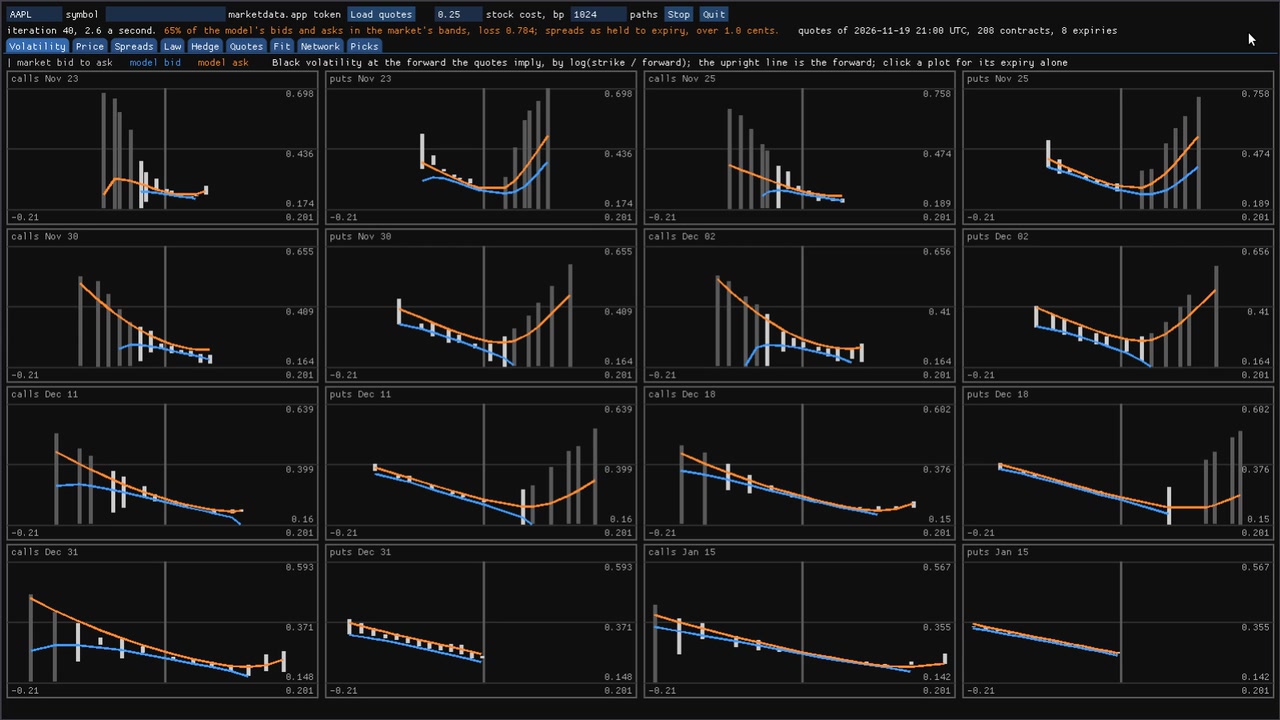 AAPL symbol marketdata.app token Load quotes 0.25 stock cost, bp 1024 paths Stop Quit
iteration 40, 2.6 a second. 65% of the model's bids and asks in the market's bands, loss 0.784; spreads as held to expiry, over 1.0 cents. quotes of 2026-11-19 21:00 UTC, 208 contracts, 8 expiries
Volatility Price Spreads Law Hedge Quotes Fit Network Picks
| market bid to ask model bid model ask Black volatility at the forward the quotes imply, by log(strike / forward); the upright line is the forward; click a plot for its expiry alone
calls Nov 23 puts Nov 23 calls Nov 25 puts Nov 25
0.698 0.698 0.758 0.758
0.436 0.436 0.474 0.474
0.174 0.174 0.189 0.189
-0.21 0.201 -0.21 0.201 -0.21 0.201 -0.21 0.201
calls Nov 30 puts Nov 30 calls Dec 02 puts Dec 02
0.655 0.655 0.656 0.656
0.409 0.409 0.41 0.41
0.164 0.164 0.164 0.164
-0.21 0.201 -0.21 0.201 -0.21 0.201 -0.21 0.201
calls Dec 11 puts Dec 11 calls Dec 18 puts Dec 18
0.639 0.639 0.602 0.602
0.399 0.399 0.376 0.376
0.16 0.16 0.15 0.15
-0.21 0.201 -0.21 0.201 -0.21 0.201 -0.21 0.201
calls Dec 31 puts Dec 31 calls Jan 15 puts Jan 15
0.593 0.593 0.567 0.567
0.371 0.371 0.355 0.355
0.148 0.148 0.142 0.142
-0.21 0.201 -0.21 0.201 -0.21 0.201 -0.21 0.201